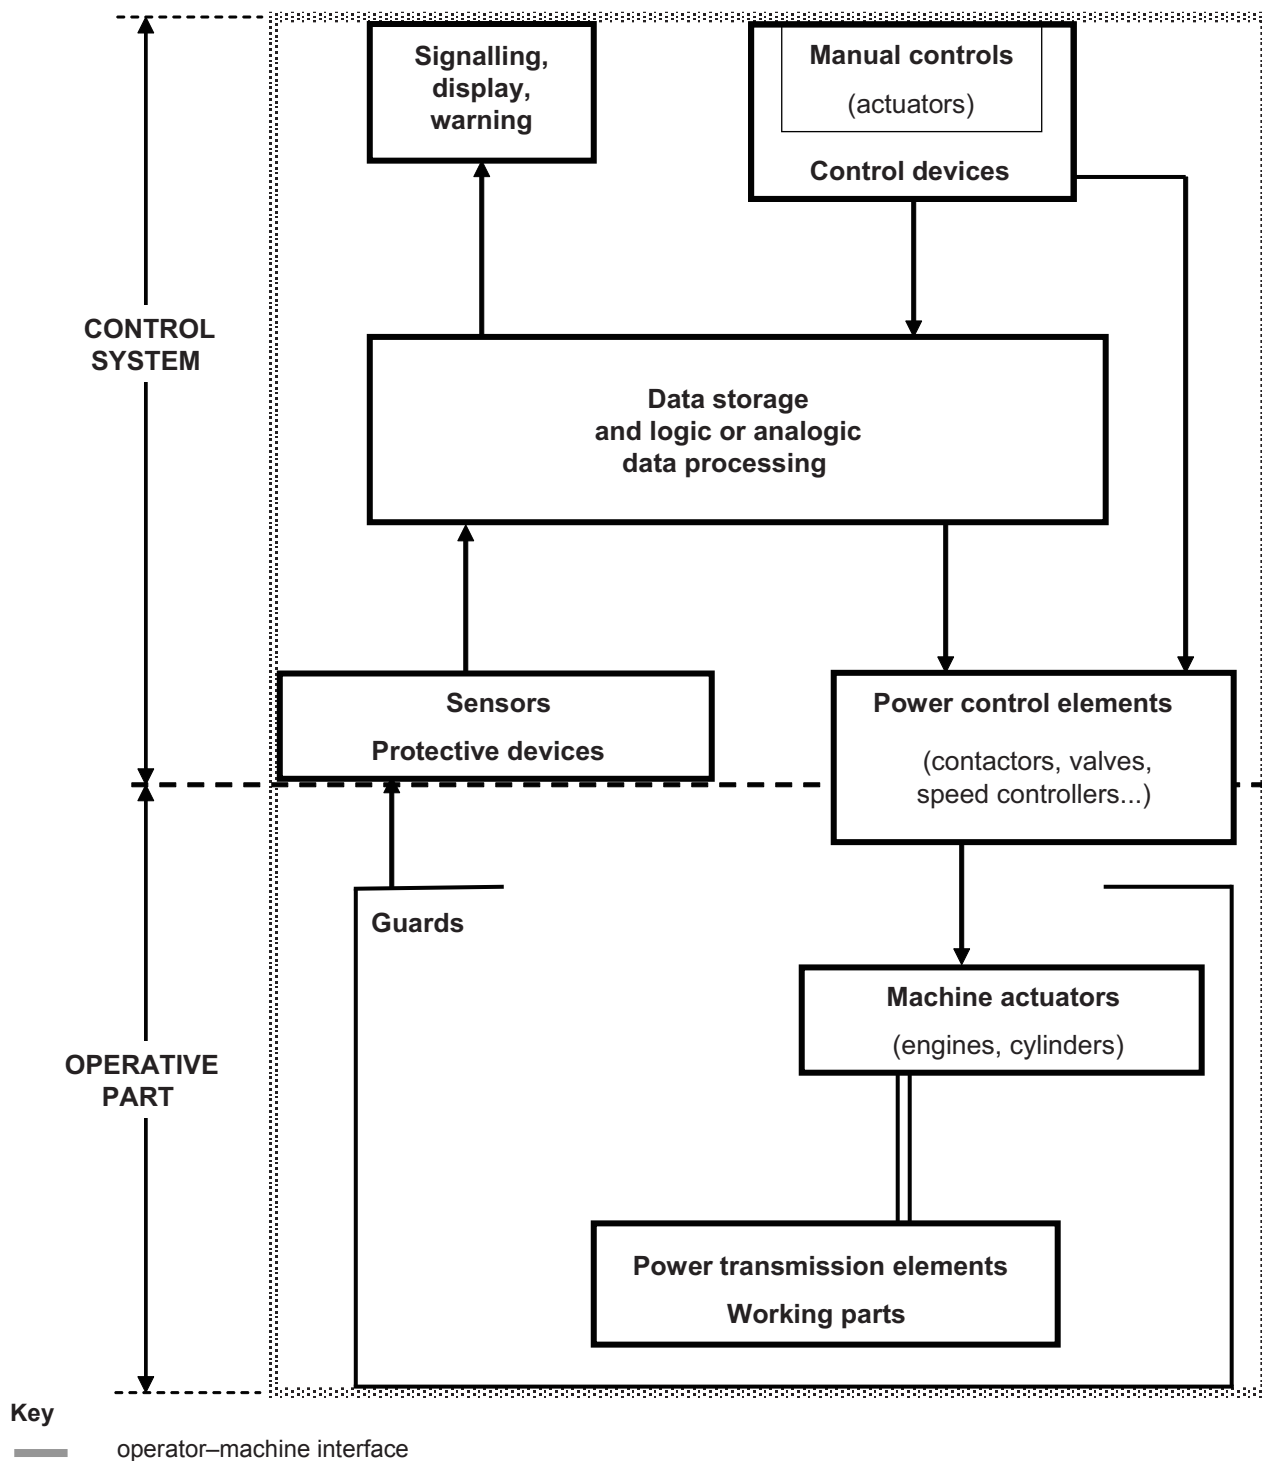 Signalling,
display,
warning
Manual controls
(actuators)
Control devices
CONTROL
SYSTEM
Data storage
and logic or analogic
data processing
Sensors
Protective devices
Power control elements
(contactors, valves,
speed controllers...)
Guards
Machine actuators
(engines, cylinders)
OPERATIVE
PART
Power transmission elements
Working parts
Key
operator–machine interface